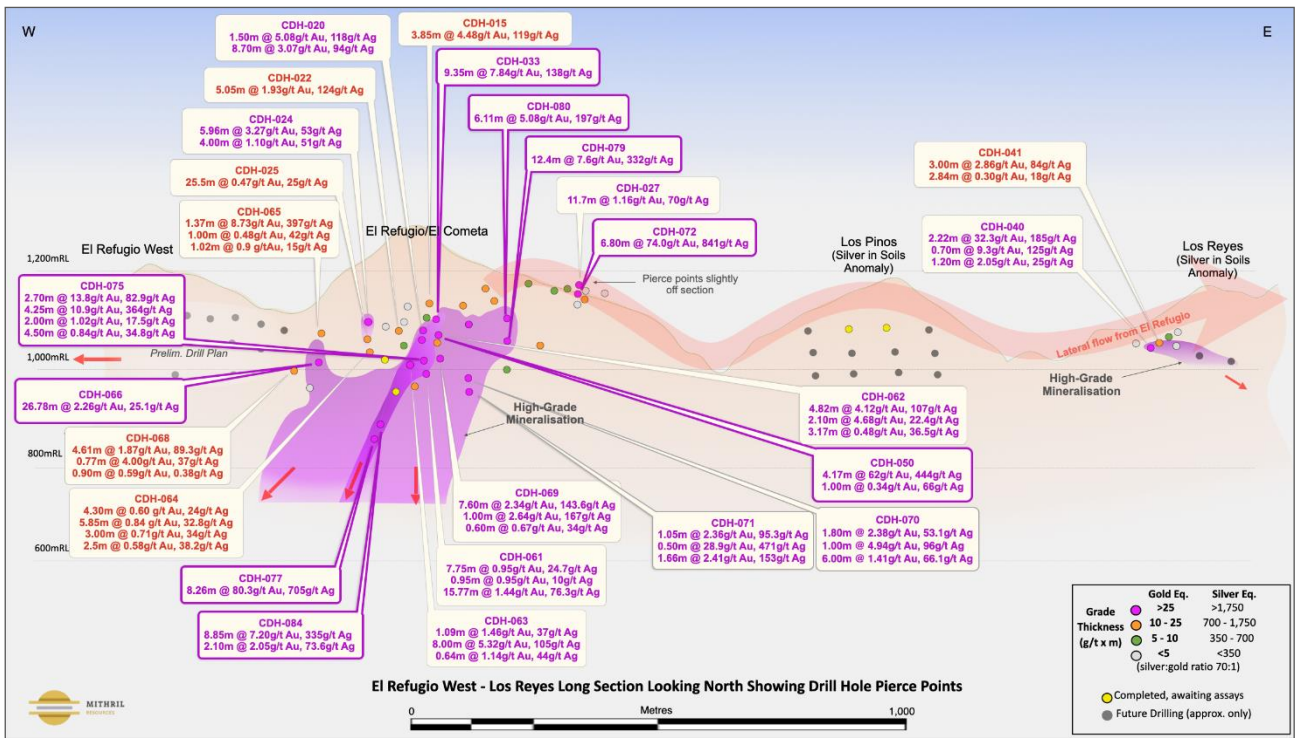 W
E
CDH-020
1.50m @ 5.08g/t Au, 118g/t Ag
8.70m @ 3.07g/t Au, 94g/t Ag
CDH-015
3.85m @ 4.48g/t Au, 119g/t Ag
CDH-022
5.05m @ 1.93g/t Au, 124g/t Ag
CDH-033
9.35m @ 7.84g/t Au, 138g/t Ag
CDH-024
5.96m @ 3.27g/t Au, 53g/t Ag
4.00m @ 1.10g/t Au, 51g/t Ag
CDH-080
6.11m @ 5.08g/t Au, 197g/t Ag
CDH-079
12.4m @ 7.6g/t Au, 332g/t Ag
CDH-025
25.5m @ 0.47g/t Au, 25g/t Ag
CDH-027
11.7m @ 1.16g/t Au, 70g/t Ag
CDH-041
3.00m @ 2.86g/t Au, 84g/t Ag
2.84m @ 0.30g/t Au, 18g/t Ag
CDH-065
1.37m @ 8.73g/t Au, 397g/t Ag
1.00m @ 0.48g/t Au, 42g/t Ag
1.02m @ 0.9 g/tAu, 15g/t Ag
CDH-072
6.80m @ 74.0g/t Au, 841g/t Ag
CDH-040
2.22m @ 32.3g/t Au, 185g/t Ag
0.70m @ 9.3g/t Au, 125g/t Ag
1.20m @ 2.05g/t Au, 25g/t Ag
El Refugio West
El Refugio/El Cometa
Los Pinos
(Silver in Soils
Anomaly)
Los Reyes
(Silver in Soils
Anomaly)
1,200mRL
Pierce points slightly
off section
CDH-075
2.70m @ 13.8g/t Au, 82.9g/t Ag
4.25m @ 10.9g/t Au, 364g/t Ag
2.00m @ 1.02g/t Au, 17.5g/t Ag
4.50m @ 0.84g/t Au, 34.8g/t Ag
Lateral flow from El Refugio
Prelim. Drill Plan
1,000mRL
High-Grade
Mineralisation
CDH-066
26.78m @ 2.26g/t Au, 25.1g/t Ag
High-Grade
Mineralisation
CDH-062
4.82m @ 4.12g/t Au, 107g/t Ag
2.10m @ 4.68g/t Au, 22.4g/t Ag
3.17m @ 0.48g/t Au, 36.5g/t Ag
CDH-068
4.61m @ 1.87g/t Au, 89.3g/t Ag
0.77m @ 4.00g/t Au, 37g/t Ag
0.90m @ 0.59g/t Au, 0.38g/t Ag
800mRL
CDH-050
4.17m @ 62g/t Au, 444g/t Ag
1.00m @ 0.34g/t Au, 66g/t Ag
CDH-064
4.30m @ 0.60 g/t Au, 24g/t Ag
5.85m @ 0.84 g/t Au, 32.8g/t Ag
3.00m @ 0.71g/t Au, 34g/t Ag
2.5m @ 0.58g/t Au, 38.2g/t Ag
CDH-069
7.60m @ 2.34g/t Au, 143.6g/t Ag
1.00m @ 2.64g/t Au, 167g/t Ag
0.60m @ 0.67g/t Au, 34g/t Ag
CDH-071
1.05m @ 2.36g/t Au, 95.3g/t Ag
0.50m @ 28.9g/t Au, 471g/t Ag
1.66m @ 2.41g/t Au, 153g/t Ag
CDH-070
1.80m @ 2.38g/t Au, 53.1g/t Ag
1.00m @ 4.94g/t Au, 96g/t Ag
6.00m @ 1.41g/t Au, 66.1g/t Ag
600mRL
CDH-061
7.75m @ 0.95g/t Au, 24.7g/t Ag
0.95m @ 0.95g/t Au, 10g/t Ag
15.77m @ 1.44g/t Au, 76.3g/t Ag
CDH-077
8.26m @ 80.3g/t Au, 705g/t Ag
CDH-084
8.85m @ 7.20g/t Au, 335g/t Ag
2.10m @ 2.05g/t Au, 73.6g/t Ag
CDH-063
1.09m @ 1.46g/t Au, 37g/t Ag
8.00m @ 5.32g/t Au, 105g/t Ag
0.64m @ 1.14g/t Au, 44g/t Ag
Gold Eq. Silver Eq.
Grade Thickness (g/t x m)
>25 >1,750
10 - 25 700 - 1,750
5 - 10 350 - 700
<5 <350
(silver:gold ratio 70:1)
Completed, awaiting assays
Future Drilling (approx. only)
El Refugio West - Los Reyes Long Section Looking North Showing Drill Hole Pierce Points
Metres
0 1,000
MITHRIL
RESOURCES